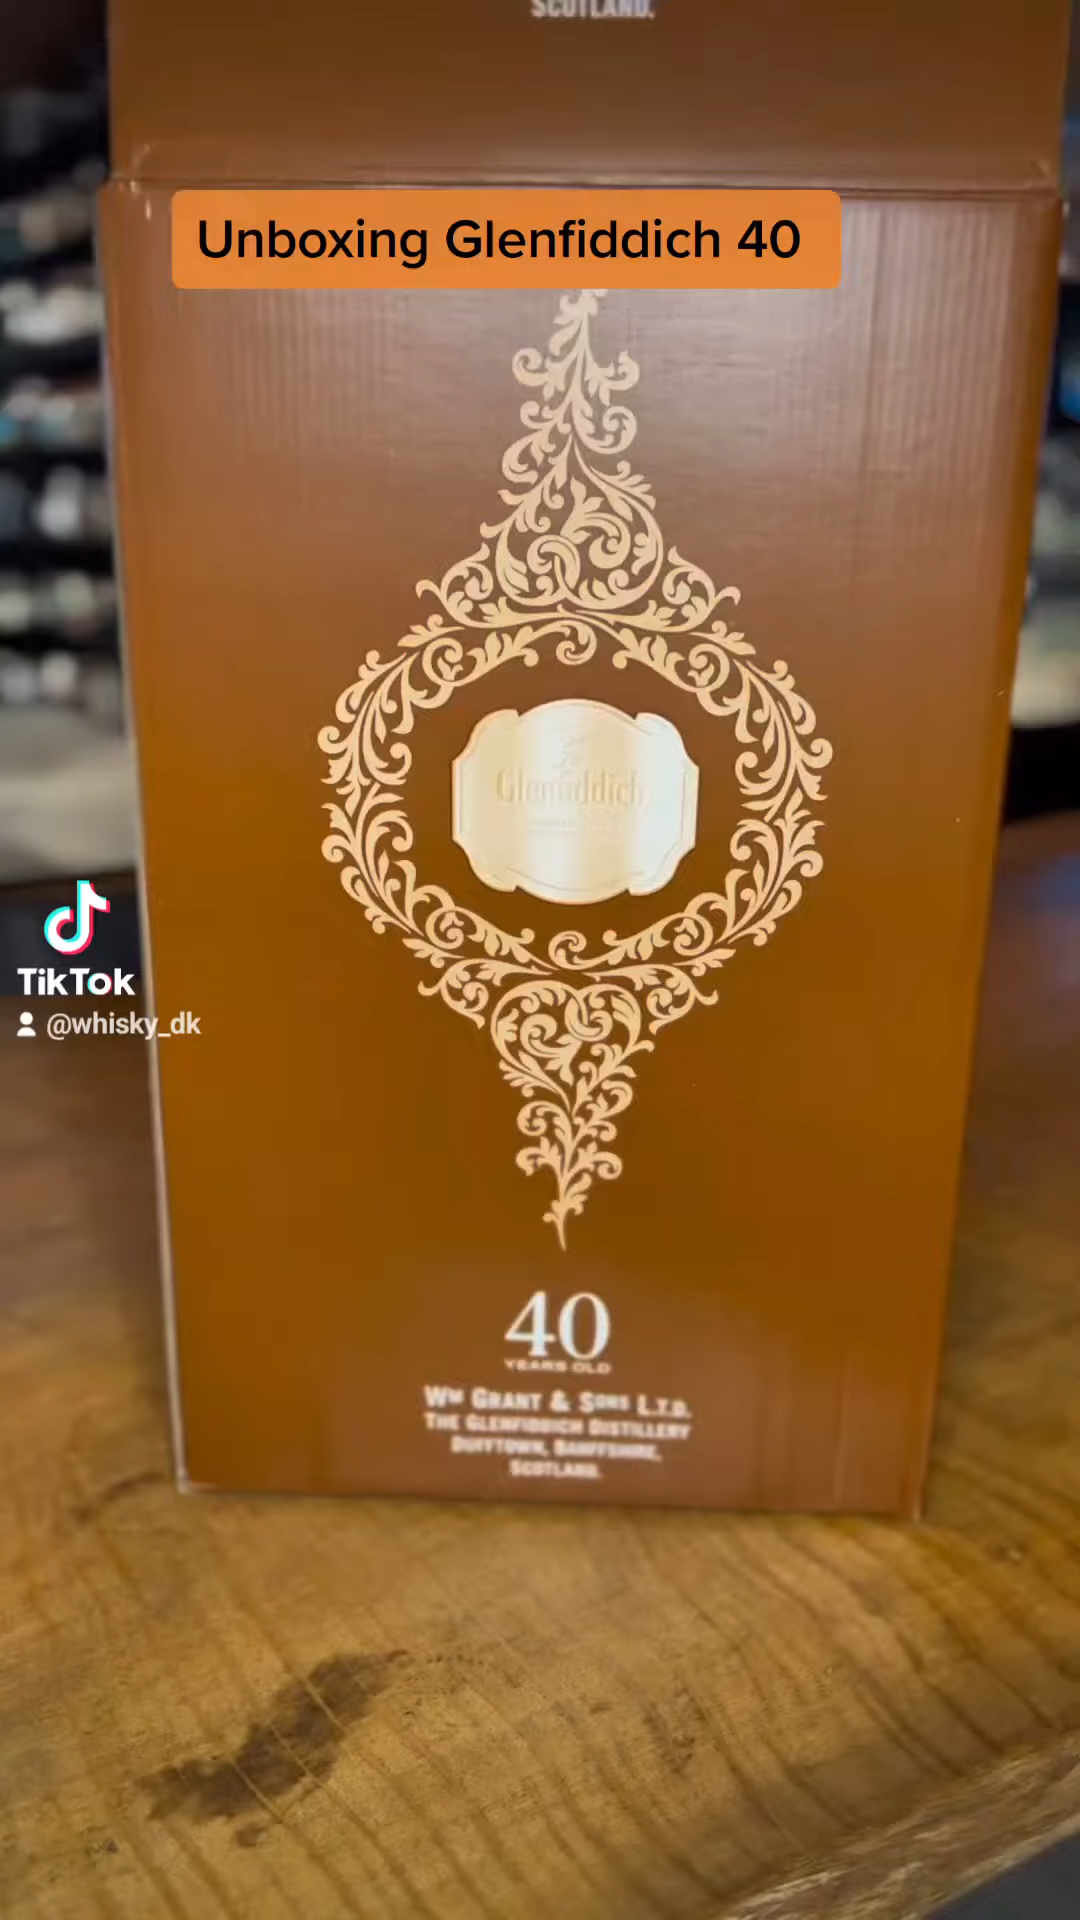 SCOTLAND.
Unboxing Glenfiddich 40
Glenfiddich
TikTok
@whisky_dk
40
YEARS OLD
WM GRANT & SONS LTD.
THE GLENFIDDICH DISTILLERY
DUFFTOWN, BANFFSHIRE,
SCOTLAND.